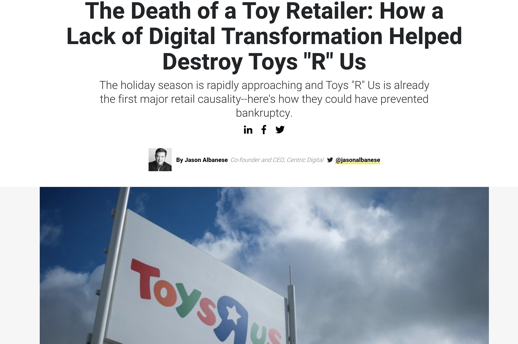 The Death of a Toy Retailer: How a
Lack of Digital Transformation Helped
Destroy Toys "R" Us
The holiday season is rapidly approaching and Toys "R" Us is already
the first major retail causality--here's how they could have prevented
bankruptcy.
By Jason Albanese Co-founder and CEO, Centric Digital @jasonalbanese
Toys R us